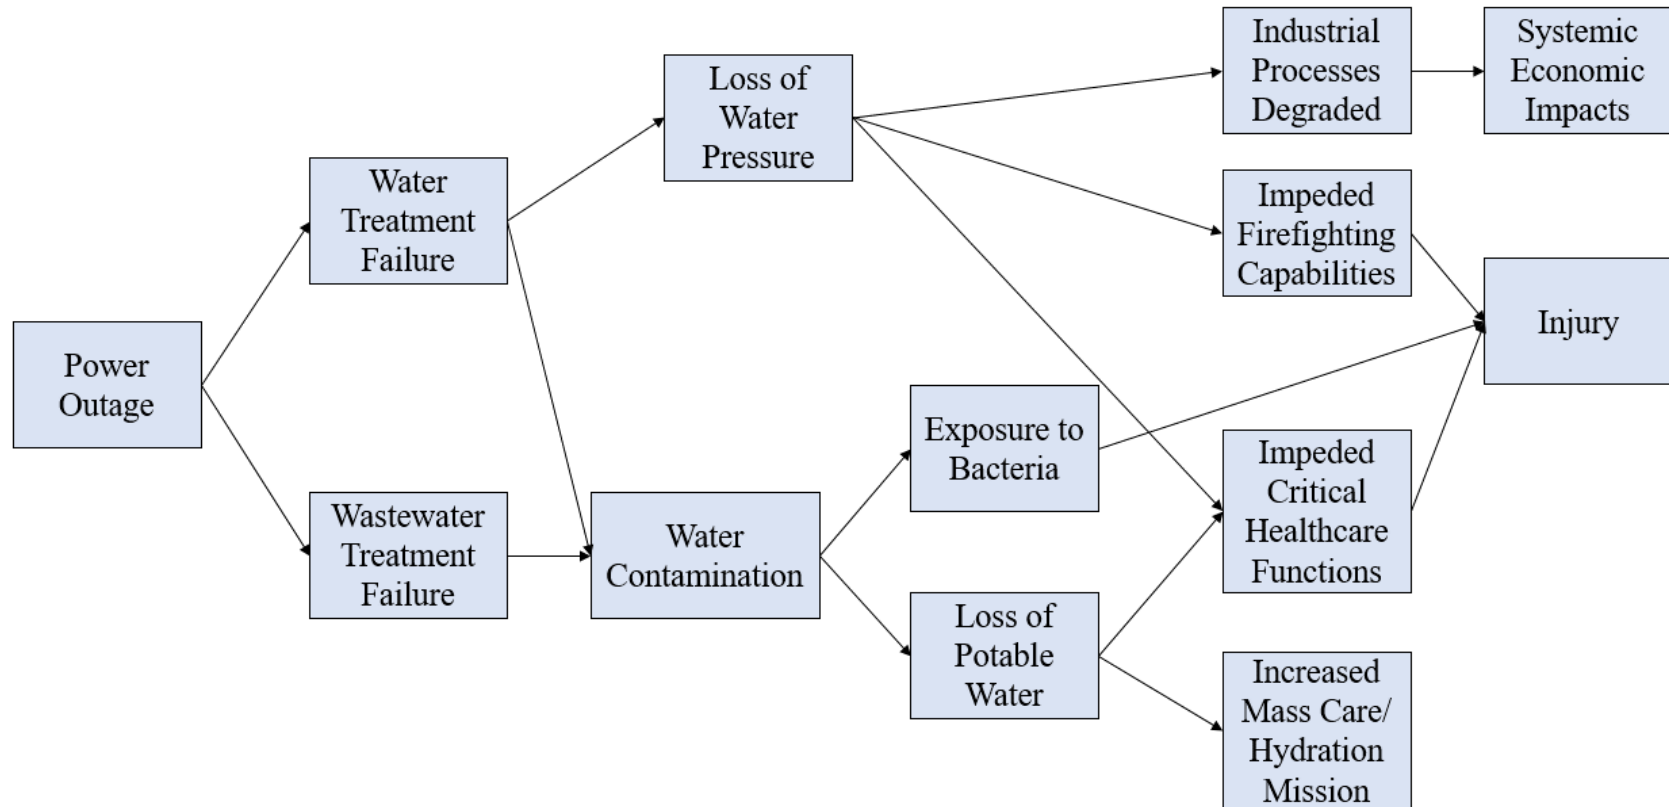 Power
Outage
Water
Treatment
Failure
Wastewater
Treatment
Failure
Loss of
Water
Pressure
Water
Contamination
Exposure to
Bacteria
Loss of
Potable
Water
Industrial
Processes
Degraded
Impeded
Firefighting
Capabilities
Impeded
Critical
Healthcare
Functions
Increased
Mass Care/
Hydration
Mission
Systemic
Economic
Impacts
Injury